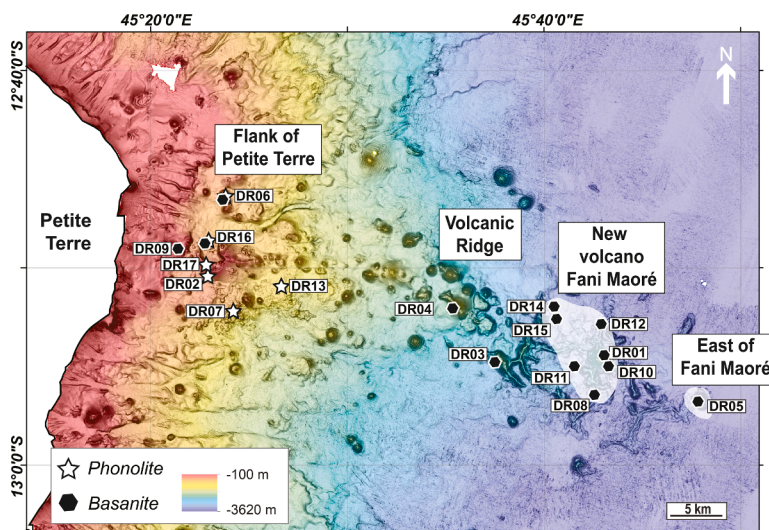 45°20'0"E
45°40'0"E
12°40'0"S
N
Flank of
Petite Terre
DR06
Petite
Terre
DR09
DR16
DR17
DR02
DR13
DR07
Volcanic
Ridge
New
volcano
Fani Maoré
DR04
DR14
DR15
DR12
DR03
DR01
DR11
DR10
DR08
East of
Fani Maoré
DR05
13°0'0"S
Phonolite
Basanite
-100 m
-3620 m
5 km